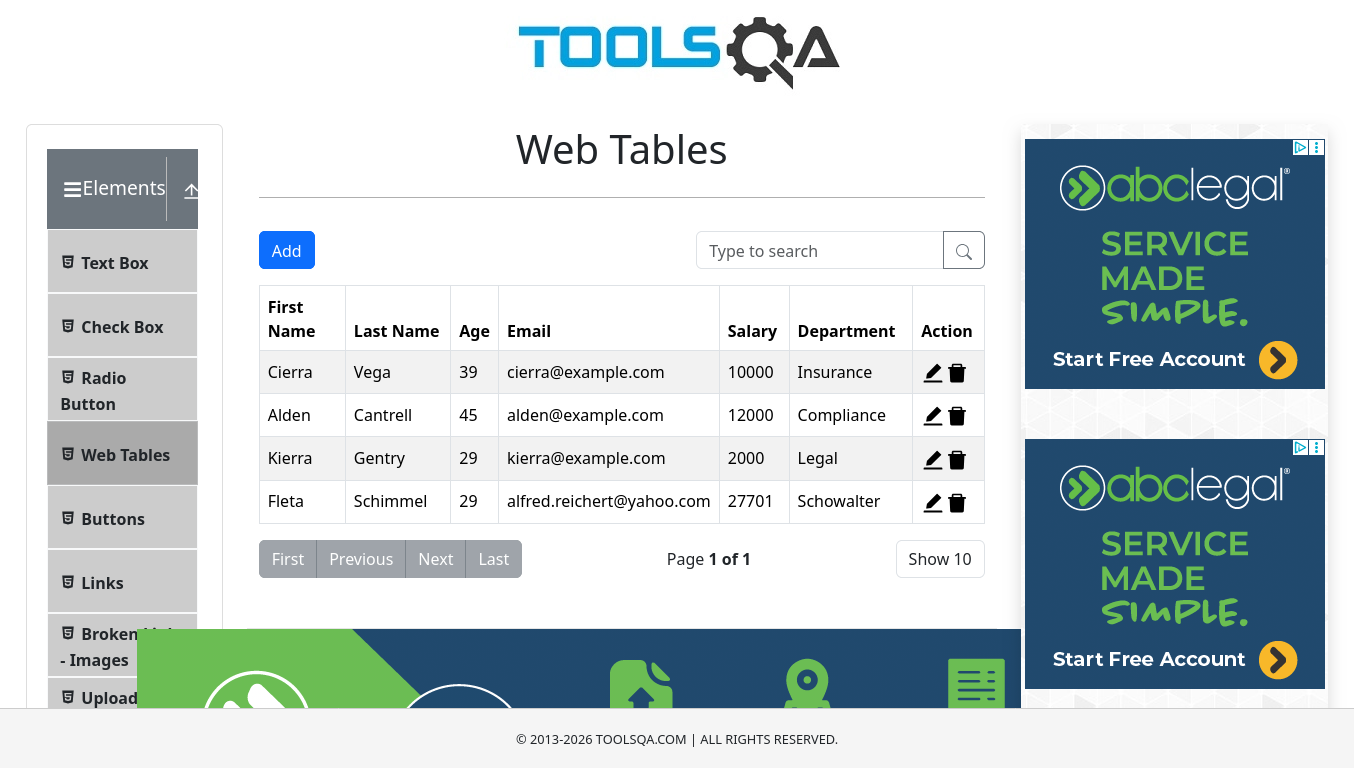 TOOLSQA
Web Tables
Elements
Text Box
Check Box
Radio
Button
Web Tables
Buttons
Links
Broken
- Images
Upload
Add
Type to search
First Name Last Name Age Email Salary Department Action
Cierra Vega 39 cierra@example.com 10000 Insurance
Alden Cantrell 45 alden@example.com 12000 Compliance
Kierra Gentry 29 kierra@example.com 2000 Legal
Fleta Schimmel 29 alfred.reichert@yahoo.com 27701 Schowalter
First Previous Next Last Page 1 of 1 Show 10
abclegal®
SERVICE
MADE
SIMPLE.
Start Free Account
abclegal®
SERVICE
MADE
SIMPLE.
Start Free Account
© 2013-2026 TOOLSQA.COM | ALL RIGHTS RESERVED.